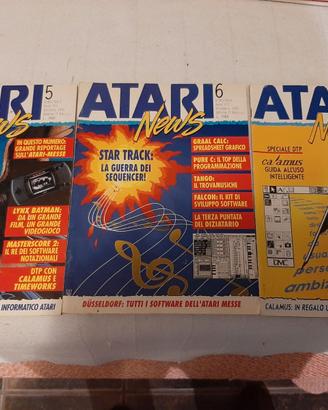 RI 5
News
IN QUESTO NUMERO:
GRANDE REPORTAGE
SULL'ATARI-MESSE
LYNX BATMAN:
DA UN GRANDE
FILM, UN GRANDE
VIDEOGIOCO
MASTERSCORE 2:
IL RE DEI SOFTWARE
NOTAZIONALI
DTP CON
CALAMUS E
TIMEWORKS
INFORMATICO ATARI
ATARI 6
News
STAR TRACK:
LA GUERRA DEI
SEQUENCER!
GRAAL CALC:
SPREADSHEET GRAFICO
PURE C: IL TOP DELLA
PROGRAMMAZIONE
TANGO:
IL TROVAMUSICHE
FALCON: IL KIT DI
SVILUPPO SOFTWARE
LA TERZA PUNTATA
DEL DIZIATARIO
DÜSSELDORF: TUTTI I SOFTWARE DELL'ATARI MESSE
ATA
SPECIALE DTP
calamus
GUIDA ALL'USO
INTELLIGENTE
DMC
perso
ambiz
CALAMUS: IN REGALO U